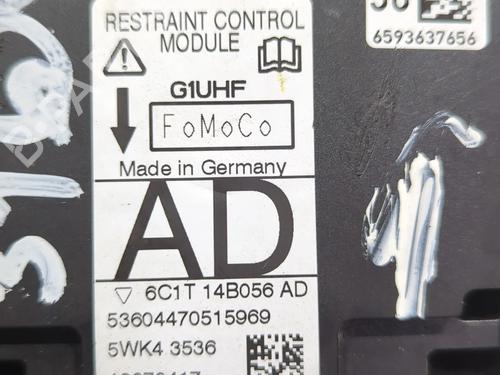 RESTRAINT CONTROL
MODULE
6593637656
G1UHF
FoMoCo
Made in Germany
AD
6C1T 14B056 AD
53604470515969
5WK4 3536